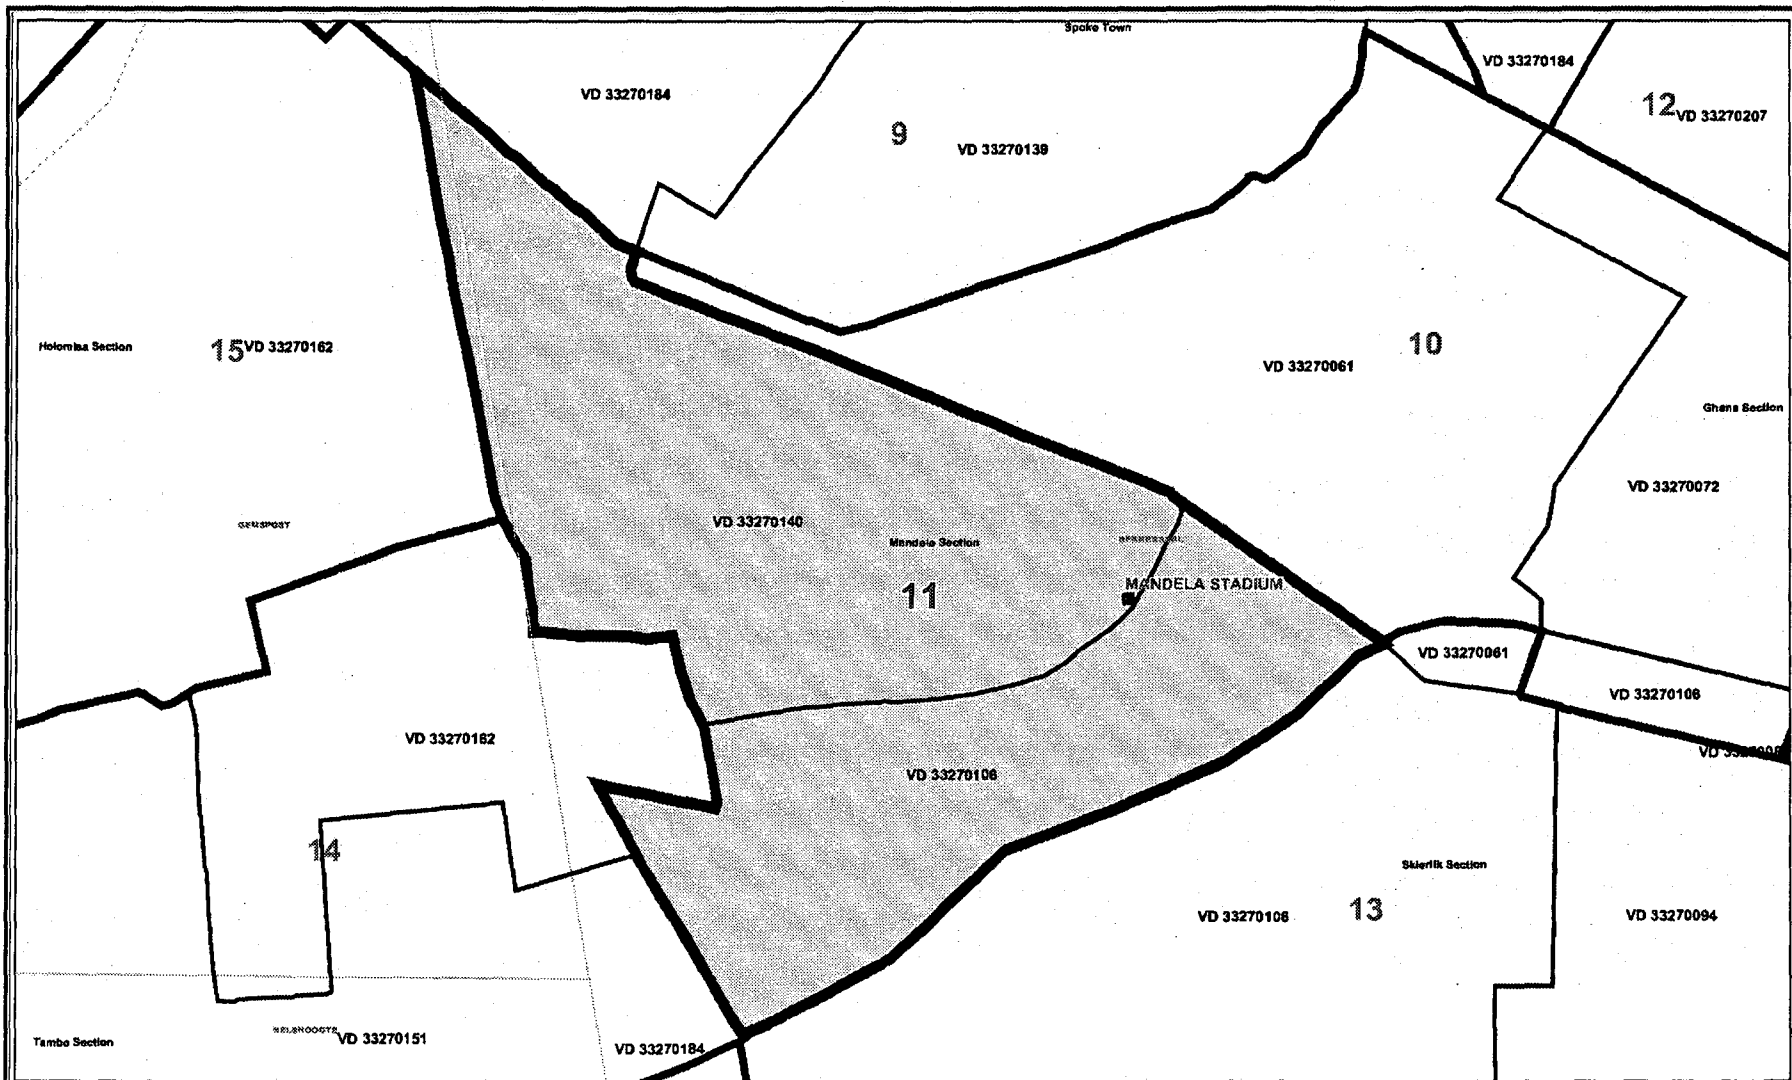 Spoke Town
VD 33270184
VD 33270184
12
VD 33270207
9
VD 33270139
Holomisa Section
15
VD 33270162
10
VD 33270061
Ghana Section
VD 33270072
GEMSPOST
VD 33270140
Mandela Section
11
MANDELA STADIUM
VD 33270061
VD 33270106
VD 33270162
VD 33270106
14
Skierlik Section
13
VD 33270106
VD 33270094
Tambo Section
VD 33270151
VD 33270184